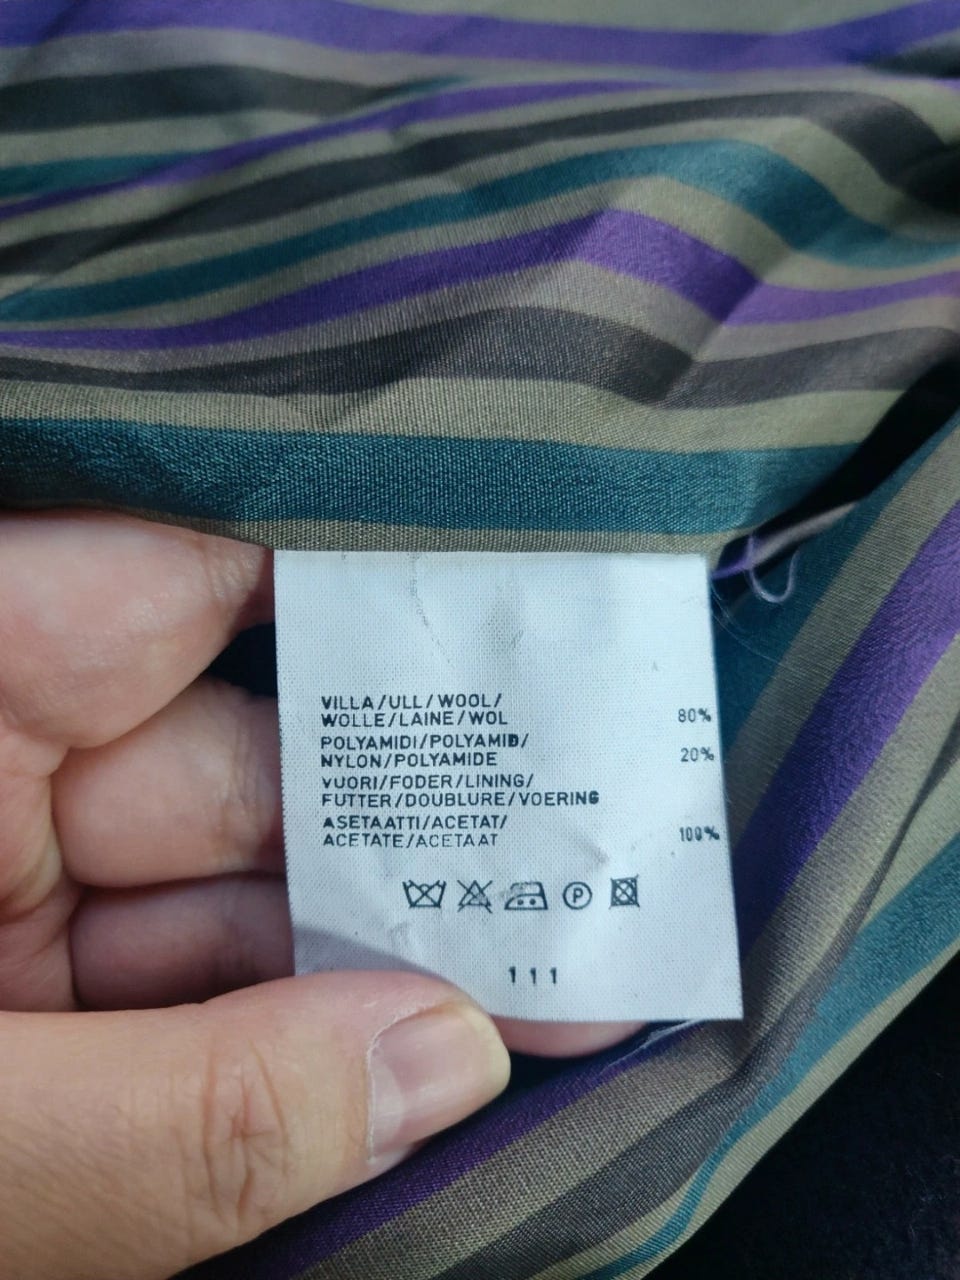 VILLA/ULL/WOOL/
WOLLE/LAINE/WOL 80%
POLYAMIDI/POLYAMID/
NYLON/POLYAMIDE 20%
VUORI/FODER/LINING/
FUTTER/DOUBLURE/VOERING
ASETAATTI/ACETAT/
ACETATE/ACETAAT 100%
P
111